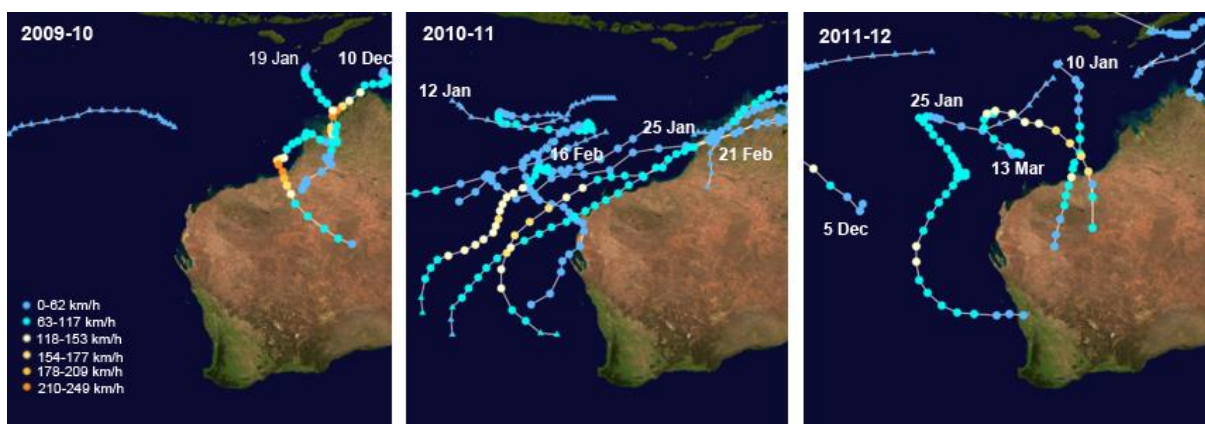 2009-10
19 Jan
10 Dec
0-62 km/h
63-117 km/h
118-153 km/h
154-177 km/h
178-209 km/h
210-249 km/h
2010-11
12 Jan
25 Jan
16 Feb
21 Feb
2011-12
10 Jan
25 Jan
13 Mar
5 Dec